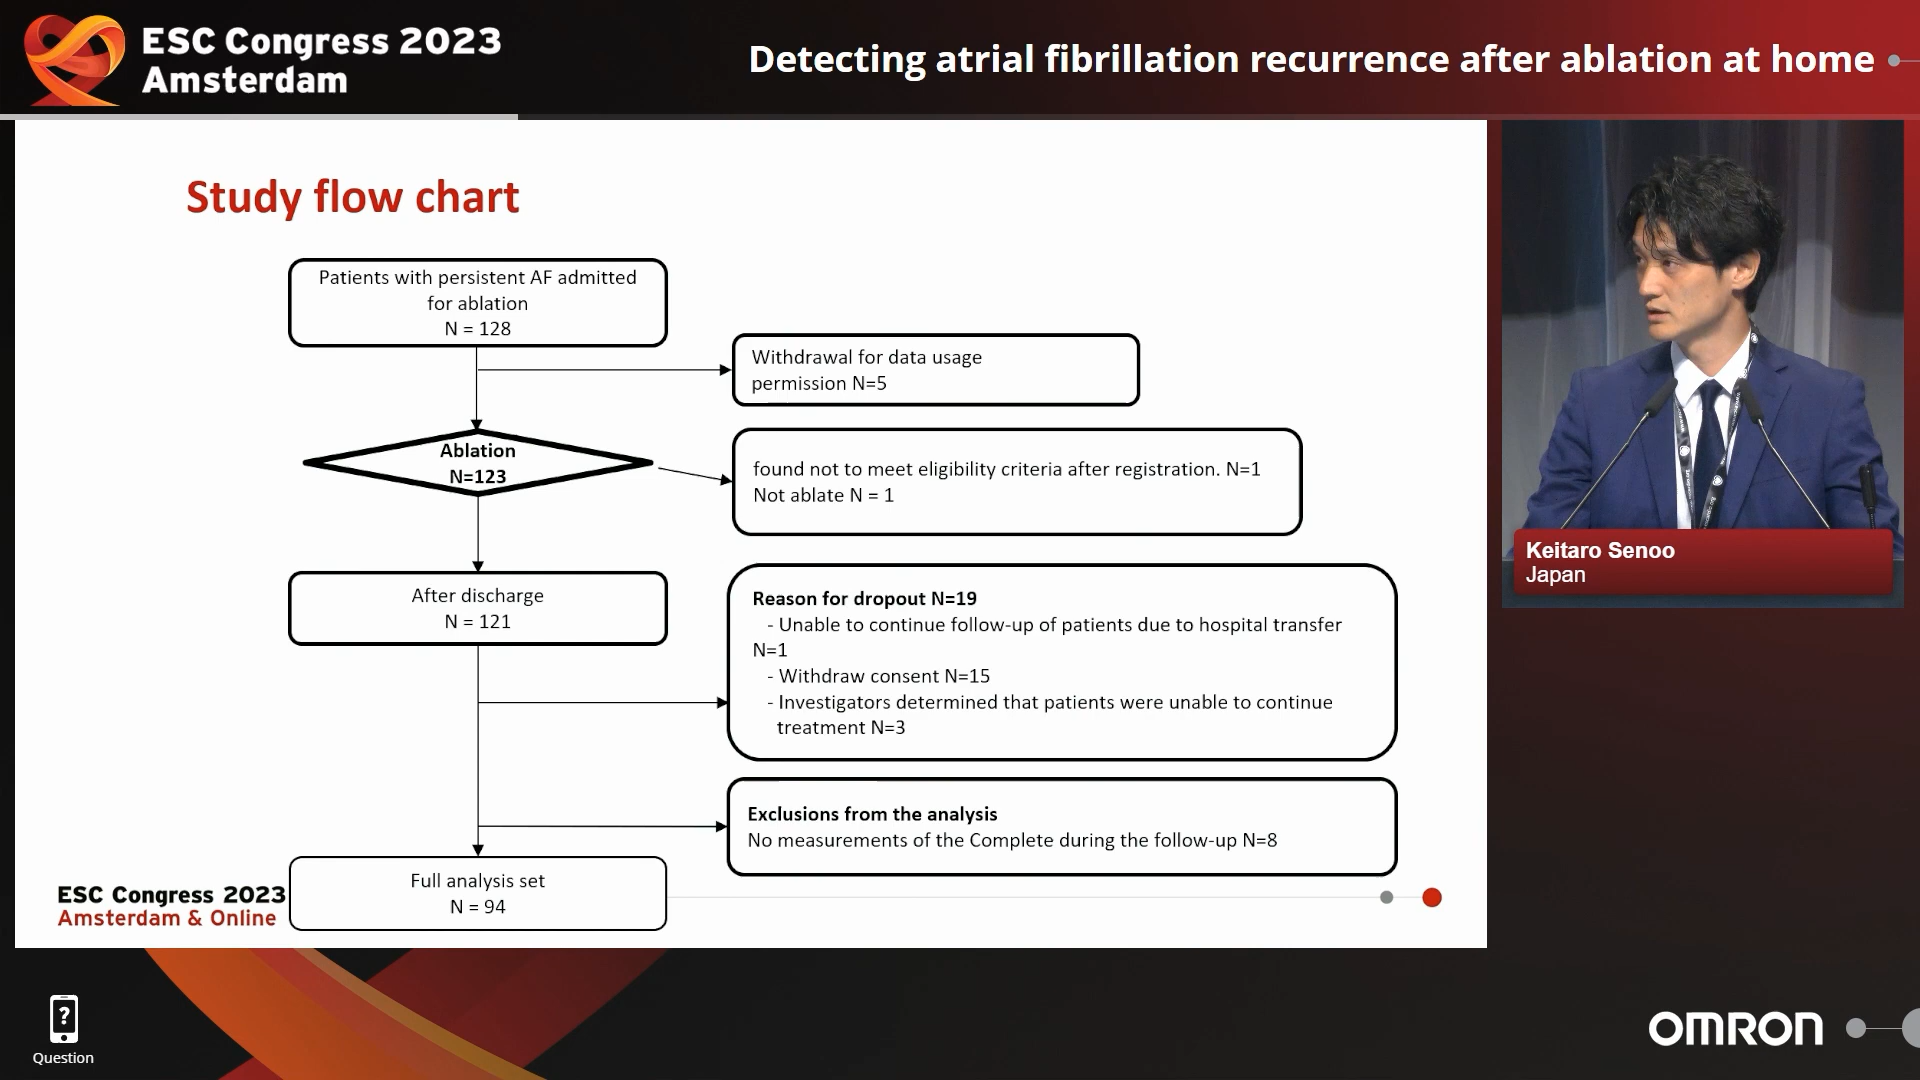 ESC Congress 2023
Amsterdam
Detecting atrial fibrillation recurrence after ablation at home
Study flow chart
Patients with persistent AF admitted
for ablation
N = 128
Withdrawal for data usage
permission N=5
Ablation
N=123
found not to meet eligibility criteria after registration. N=1
Not ablate N = 1
After discharge
N = 121
Reason for dropout N=19
- Unable to continue follow-up of patients due to hospital transfer
N=1
- Withdraw consent N=15
- Investigators determined that patients were unable to continue
treatment N=3
Exclusions from the analysis
No measurements of the Complete during the follow-up N=8
Full analysis set
N = 94
ESC Congress 2023
Amsterdam & Online
Keitaro Senoo
Japan
?
Question
OMRON